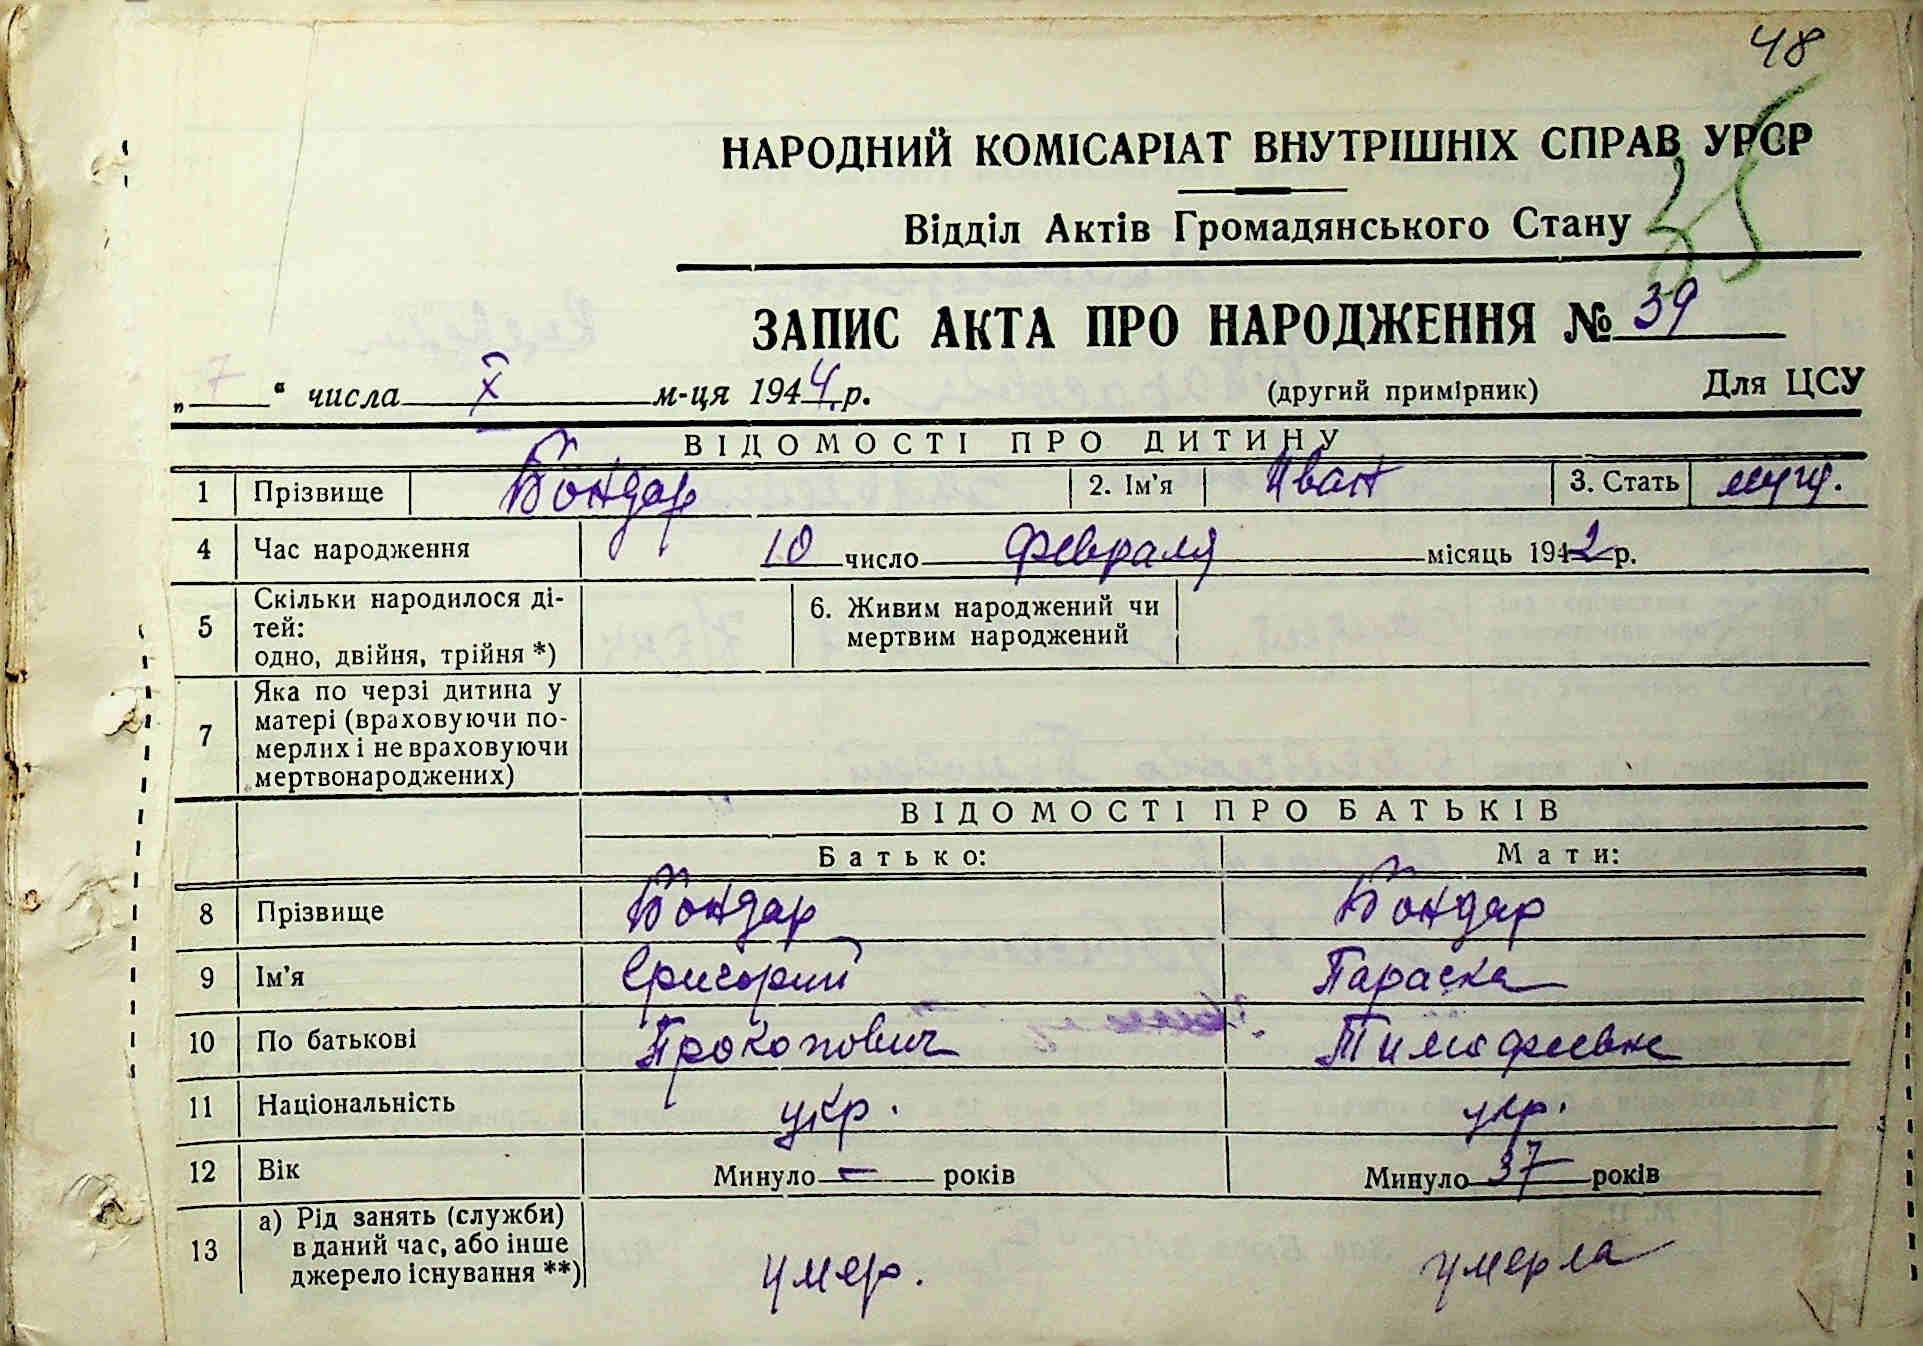 48
35
НАРОДНИЙ КОМІСАРІАТ ВНУТРІШНІХ СПРАВ УРСР
Відділ Актів Громадянського Стану
ЗАПИС АКТА ПРО НАРОДЖЕННЯ № 39
„ 7 “ числа X м-ця 1944 р. (другий примірник) Для ЦСУ
ВІДОМОСТІ ПРО ДИТИНУ
1 Прізвище Бондар 2. Ім’я Иван 3. Стать муж.
4 Час народження 10 число февраля місяць 1942 р.
5 Скільки народилося ді-
тей:
одно, двійня, трійня *)
6. Живим народжений чи
мертвим народжений
7 Яка по черзі дитина у
матері (враховуючи по-
мерлих і не враховуючи
мертвонароджених)
ВІДОМОСТІ ПРО БАТЬКІВ
Батько: Мати:
8 Прізвище Бондар Бондар
9 Ім’я Григорий Параска
10 По батькові Прокопович Тимофеевна
11 Національність укр. укр.
12 Вік Минуло – років Минуло 37 років
13 а) Рід занять (служби)
в даний час, або інше
джерело існування **)
умер. умерла